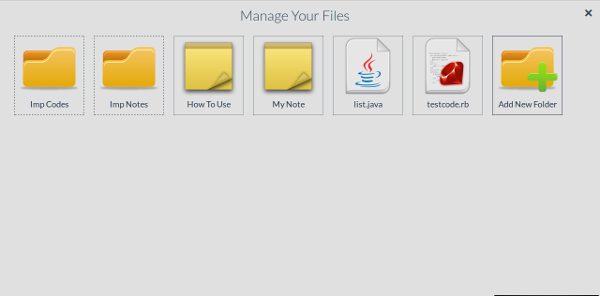 Manage Your Files
×
Imp Codes
Imp Notes
How To Use
My Note
list.java
testcode.rb
Add New Folder